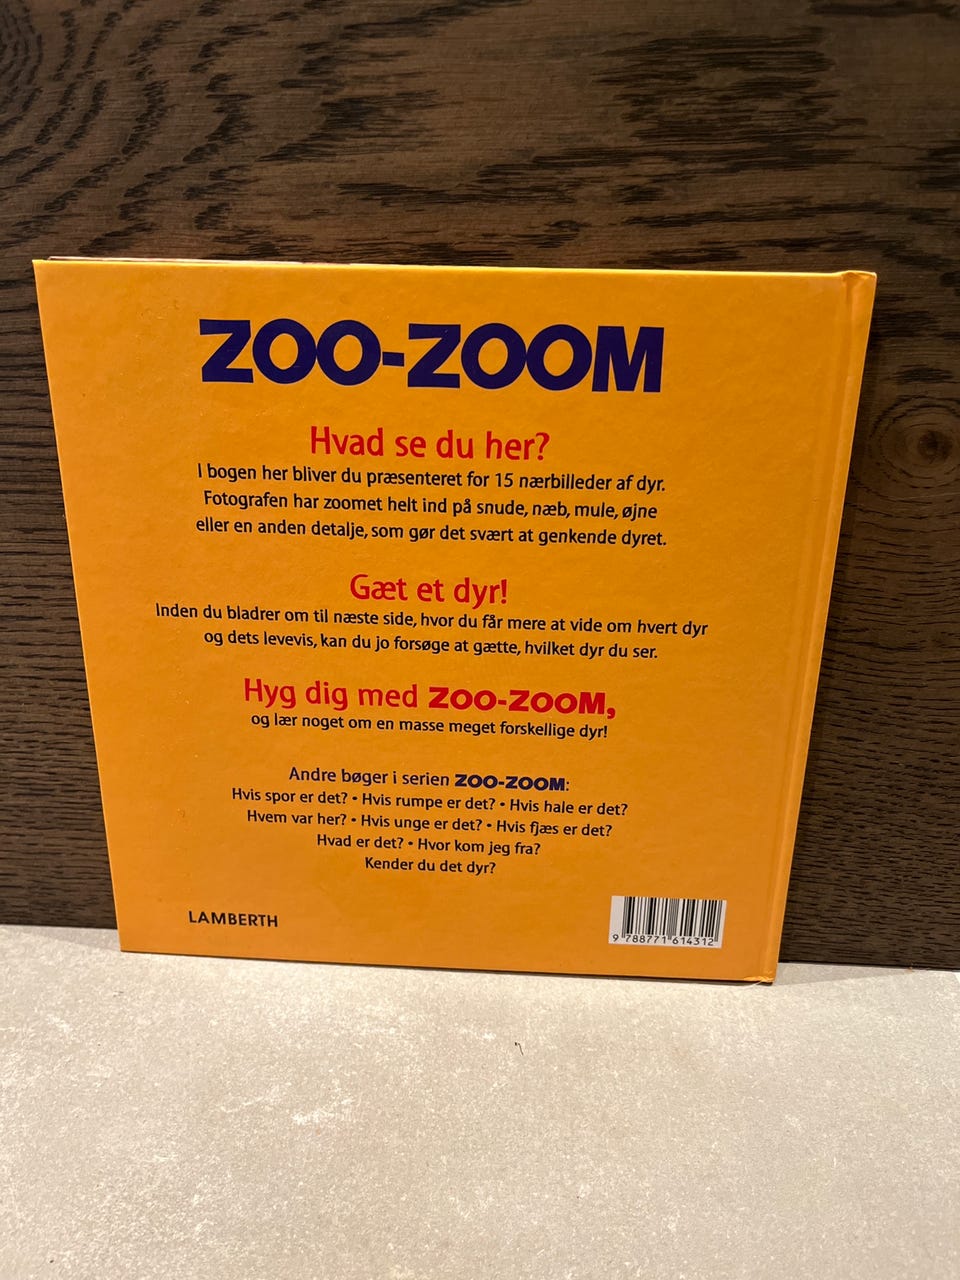 ZOO-ZOOM
Hvad se du her?
I bogen her bliver du præsenteret for 15 nærbilleder af dyr.
Fotografen har zoomet helt ind på snude, næb, mule, øjne
eller en anden detalje, som gør det svært at genkende dyret.
Gæt et dyr!
Inden du bladrer om til næste side, hvor du får mere at vide om hvert dyr
og dets levevis, kan du jo forsøge at gætte, hvilket dyr du ser.
Hyg dig med ZOO-ZOOM,
og lær noget om en masse meget forskellige dyr!
Andre bøger i serien ZOO-ZOOM:
Hvis spor er det? • Hvis rumpe er det? • Hvis hale er det?
Hvem var her? • Hvis unge er det? • Hvis fjæs er det?
Hvad er det? • Hvor kom jeg fra?
Kender du det dyr?
LAMBERTH
9 788771 614312